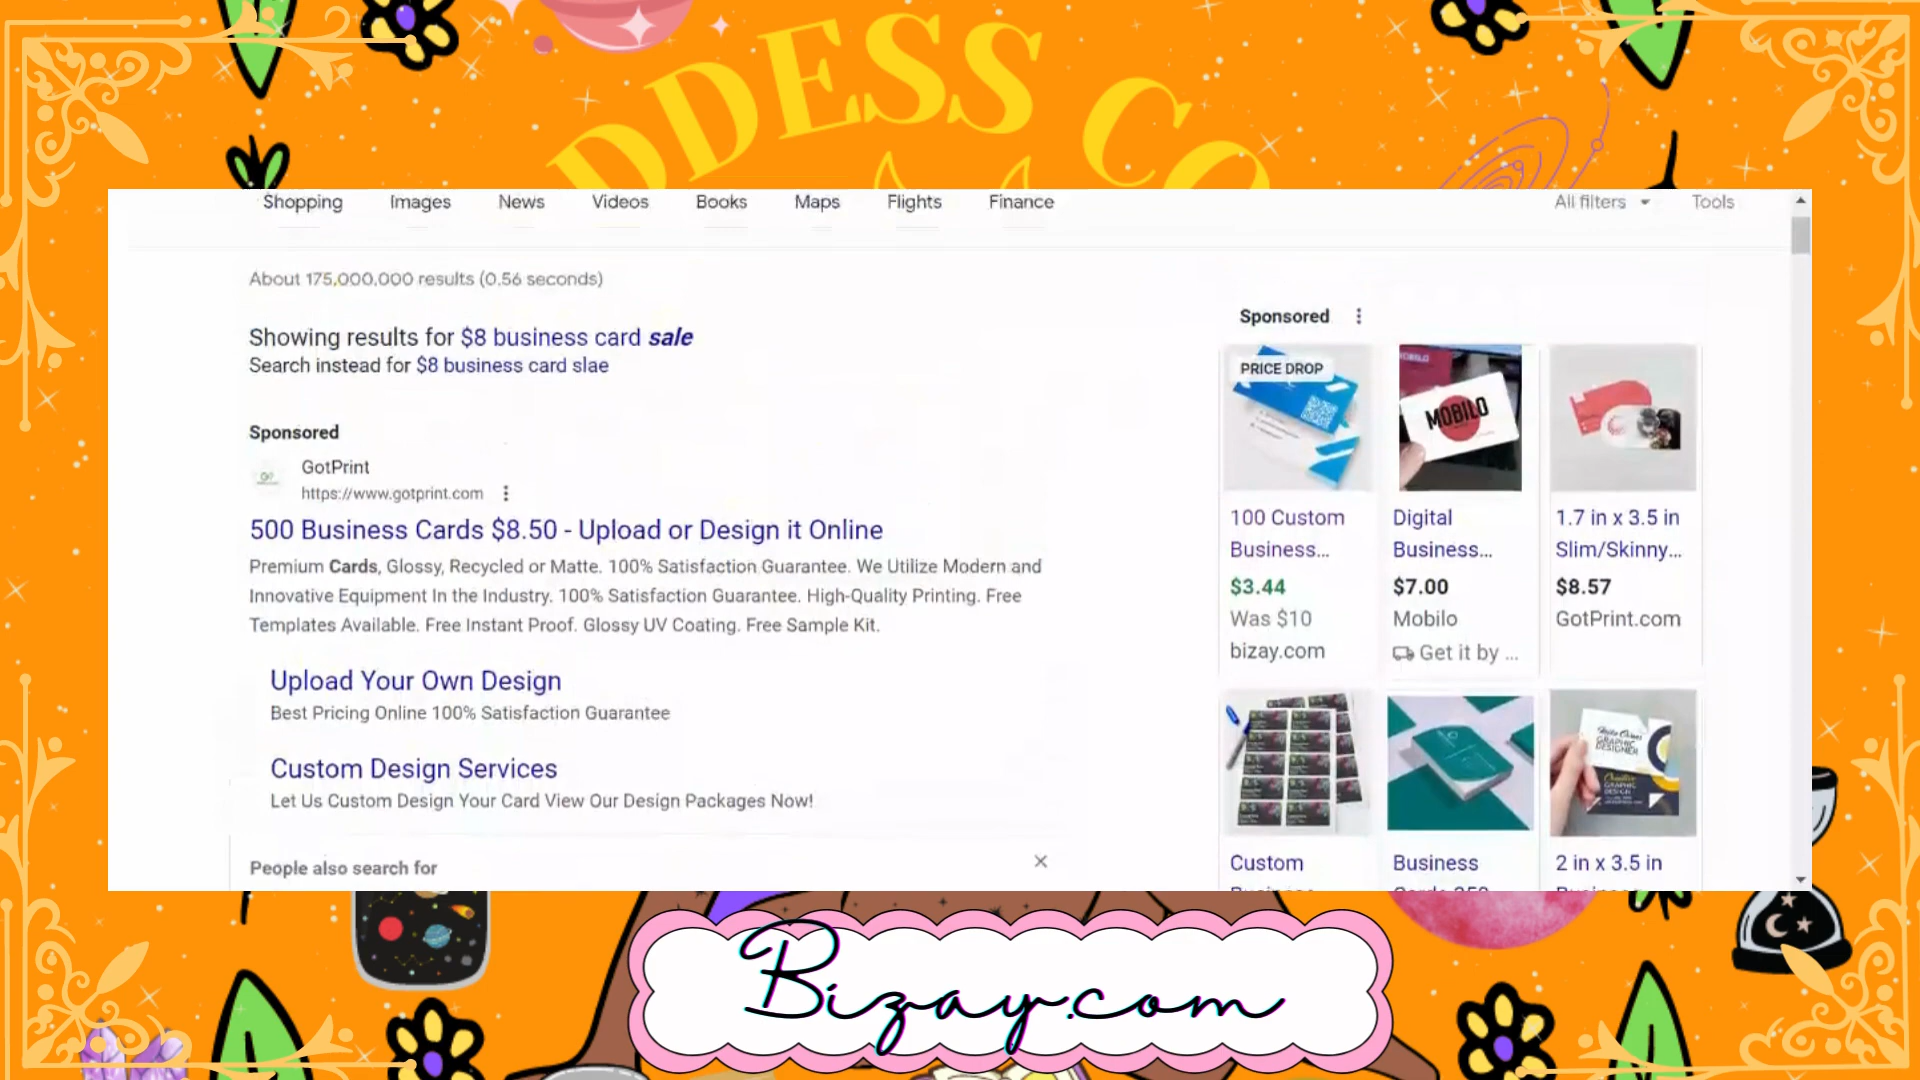 DDESS CO
Shopping Images News Videos Books Maps Flights Finance All filters Tools
About 175,000,000 results (0.56 seconds)
Showing results for $8 business card sale
Search instead for $8 business card slae
Sponsored
GotPrint
https://www.gotprint.com
500 Business Cards $8.50 - Upload or Design it Online
Premium Cards, Glossy, Recycled or Matte. 100% Satisfaction Guarantee. We Utilize Modern and
Innovative Equipment In the Industry. 100% Satisfaction Guarantee. High-Quality Printing. Free
Templates Available. Free Instant Proof. Glossy UV Coating. Free Sample Kit.
Upload Your Own Design
Best Pricing Online 100% Satisfaction Guarantee
Custom Design Services
Let Us Custom Design Your Card View Our Design Packages Now!
People also search for
Sponsored
PRICE DROP
MOBILO
100 Custom
Business...
$3.44
Was $10
bizay.com
Digital
Business...
$7.00
Mobilo
Get it by ...
1.7 in x 3.5 in
Slim/Skinny...
$8.57
GotPrint.com
Custom
Business
2 in x 3.5 in
Bizay.com